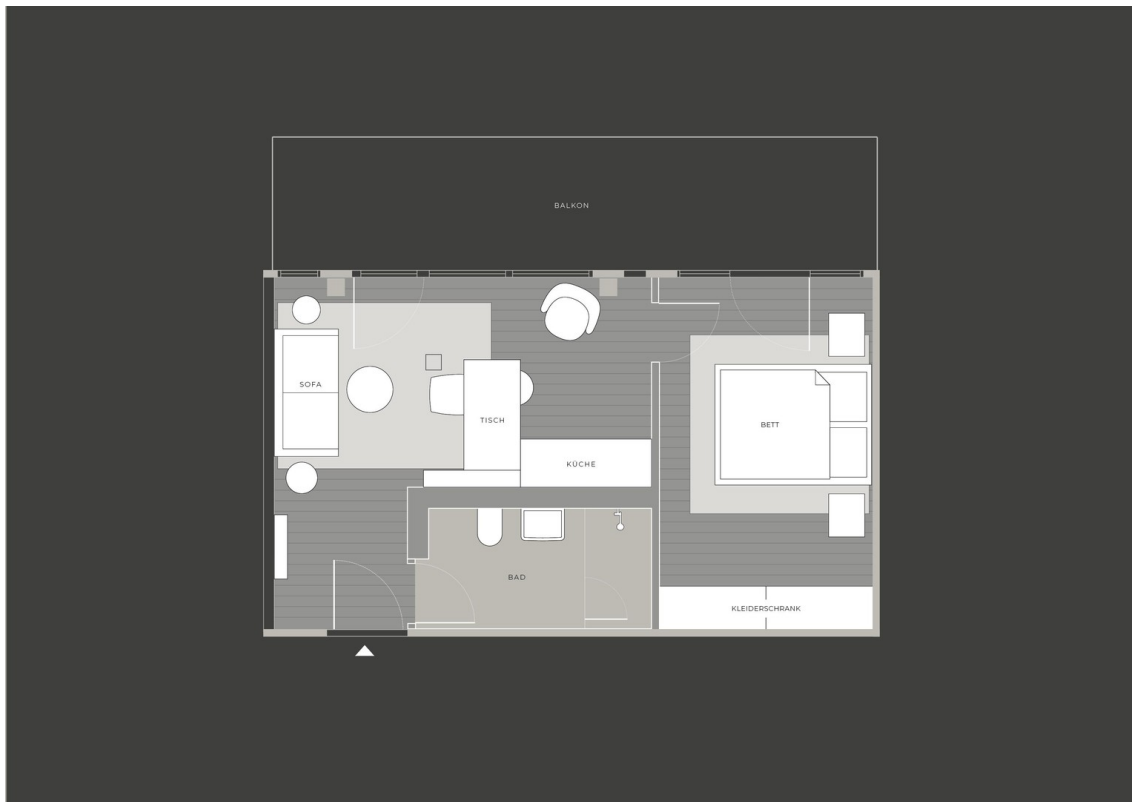 BALKON
SOFA
TISCH
BETT
KÜCHE
BAD
KLEIDERSCHRANK